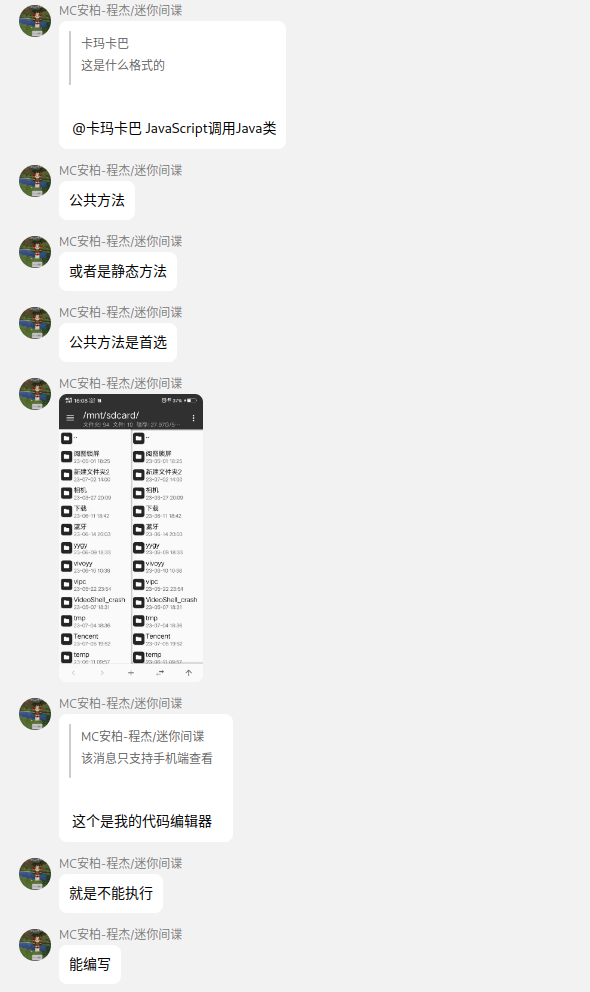 MC安柏-程杰/迷你间谍
卡玛卡巴
这是什么格式的
@卡玛卡巴 JavaScript调用Java类
MC安柏-程杰/迷你间谍
公共方法
MC安柏-程杰/迷你间谍
或者是静态方法
MC安柏-程杰/迷你间谍
公共方法是首选
MC安柏-程杰/迷你间谍
/mnt/sdcard/
新建文件夹2
新建文件夹2
相机
相机
下载
下载
蓝牙
蓝牙
yygy
yygy
vivoyy
vivoyy
vipc
vipc
VideoShell_crash
VideoShell_crash
tmp
tmp
Tencent
Tencent
temp
temp
MC安柏-程杰/迷你间谍
MC安柏-程杰/迷你间谍
该消息只支持手机端查看
这个是我的代码编辑器
MC安柏-程杰/迷你间谍
就是不能执行
MC安柏-程杰/迷你间谍
能编写